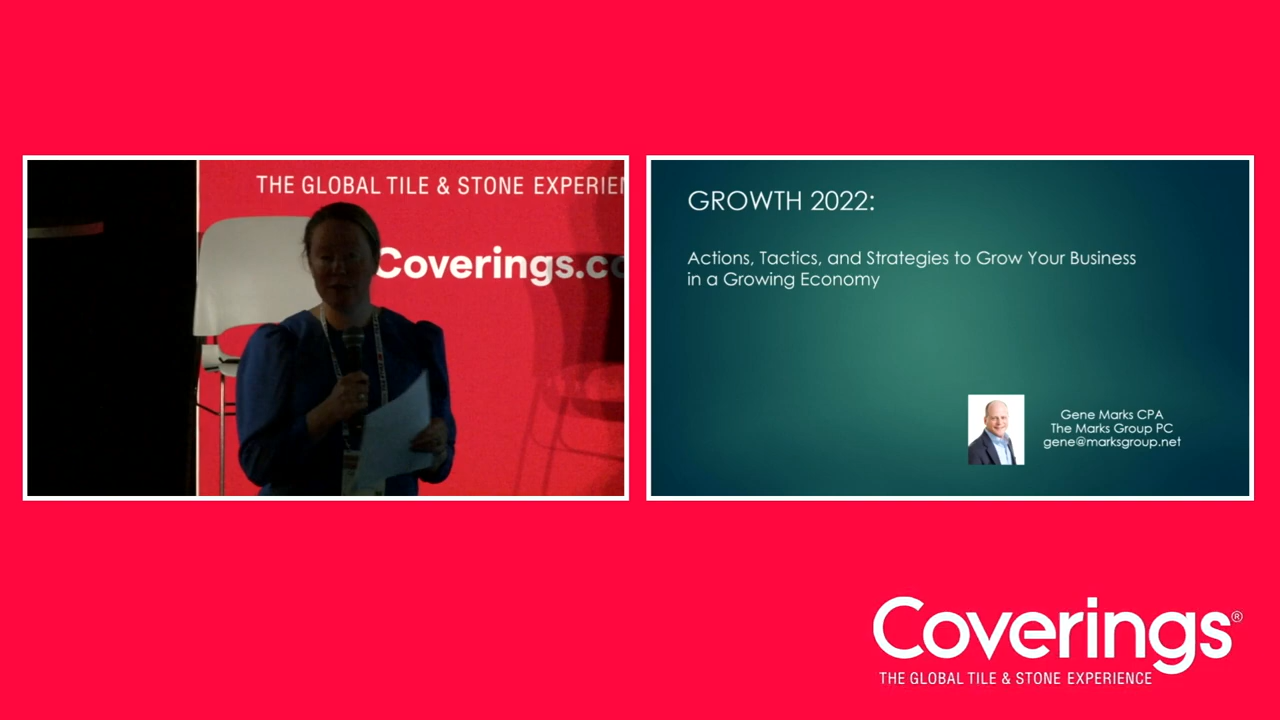 THE GLOBAL TILE & STONE EXPERIEN
Coverings.co
GROWTH 2022:
Actions, Tactics, and Strategies to Grow Your Business
in a Growing Economy
Gene Marks CPA
The Marks Group PC
gene@marksgroup.net
Coverings®
THE GLOBAL TILE & STONE EXPERIENCE